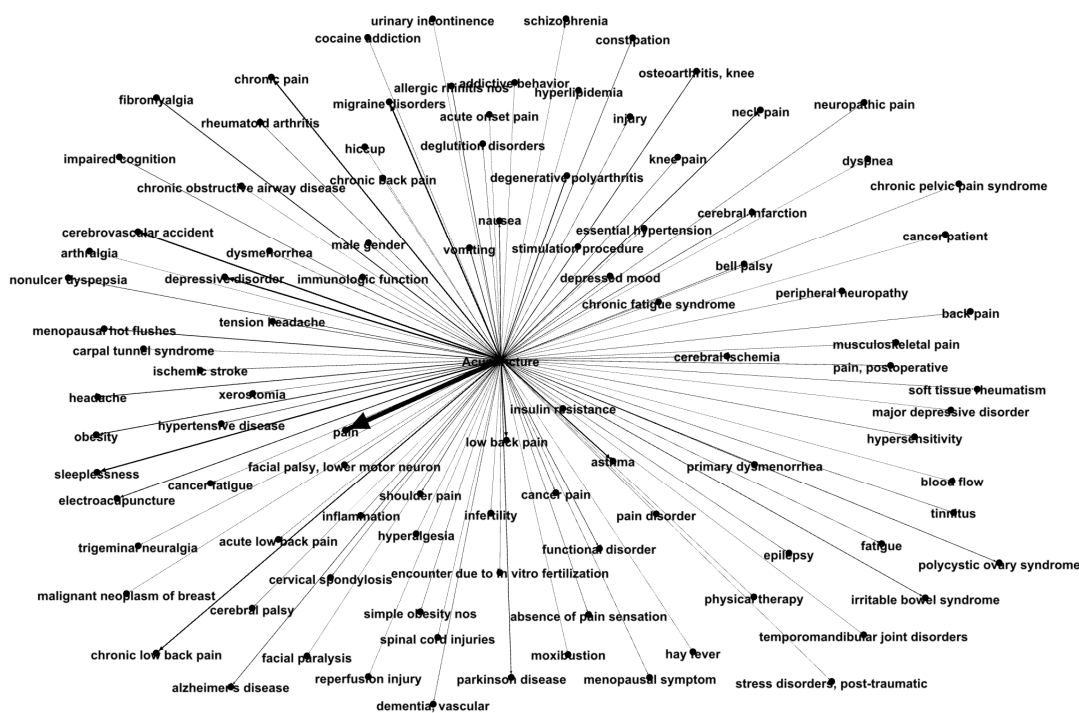 urinary incontinence
schizophrenia
cocaine addiction
constipation
chronic pain
allergic rhinitis nos
addictive behavior
osteoarthritis, knee
fibromyalgia
migraine disorders
hyperlipidemia
neuropathic pain
rheumatoid arthritis
acute onset pain
injury
neck pain
hiccup
deglutition disorders
impaired cognition
knee pain
dyspnea
chronic obstructive airway disease
chronic back pain
degenerative polyarthritis
chronic pelvic pain syndrome
nausea
cerebral infarction
cerebrovascular accident
essential hypertension
cancer patient
arthralgia
dysmenorrhea
male gender
vomiting
stimulation procedure
bell palsy
nonulcer dyspepsia
depressive disorder
immunologic function
depressed mood
peripheral neuropathy
chronic fatigue syndrome
back pain
menopausal hot flushes
tension headache
musculoskeletal pain
carpal tunnel syndrome
Acupuncture
cerebral ischemia
pain, postoperative
ischemic stroke
soft tissue rheumatism
headache
xerostomia
insulin resistance
major depressive disorder
obesity
hypertensive disease
pain
low back pain
hypersensitivity
sleeplessness
facial palsy, lower motor neuron
asthma
primary dysmenorrhea
cancer fatigue
blood flow
electroacupuncture
shoulder pain
cancer pain
inflammation
infertility
pain disorder
tinnitus
trigeminal neuralgia
acute low back pain
hyperalgesia
functional disorder
epilepsy
fatigue
polycystic ovary syndrome
cervical spondylosis
encounter due to in vitro fertilization
malignant neoplasm of breast
cerebral palsy
simple obesity nos
absence of pain sensation
physical therapy
irritable bowel syndrome
spinal cord injuries
temporomandibular joint disorders
chronic low back pain
facial paralysis
moxibustion
hay fever
alzheimer's disease
reperfusion injury
parkinson disease
menopausal symptom
stress disorders, post-traumatic
dementia, vascular